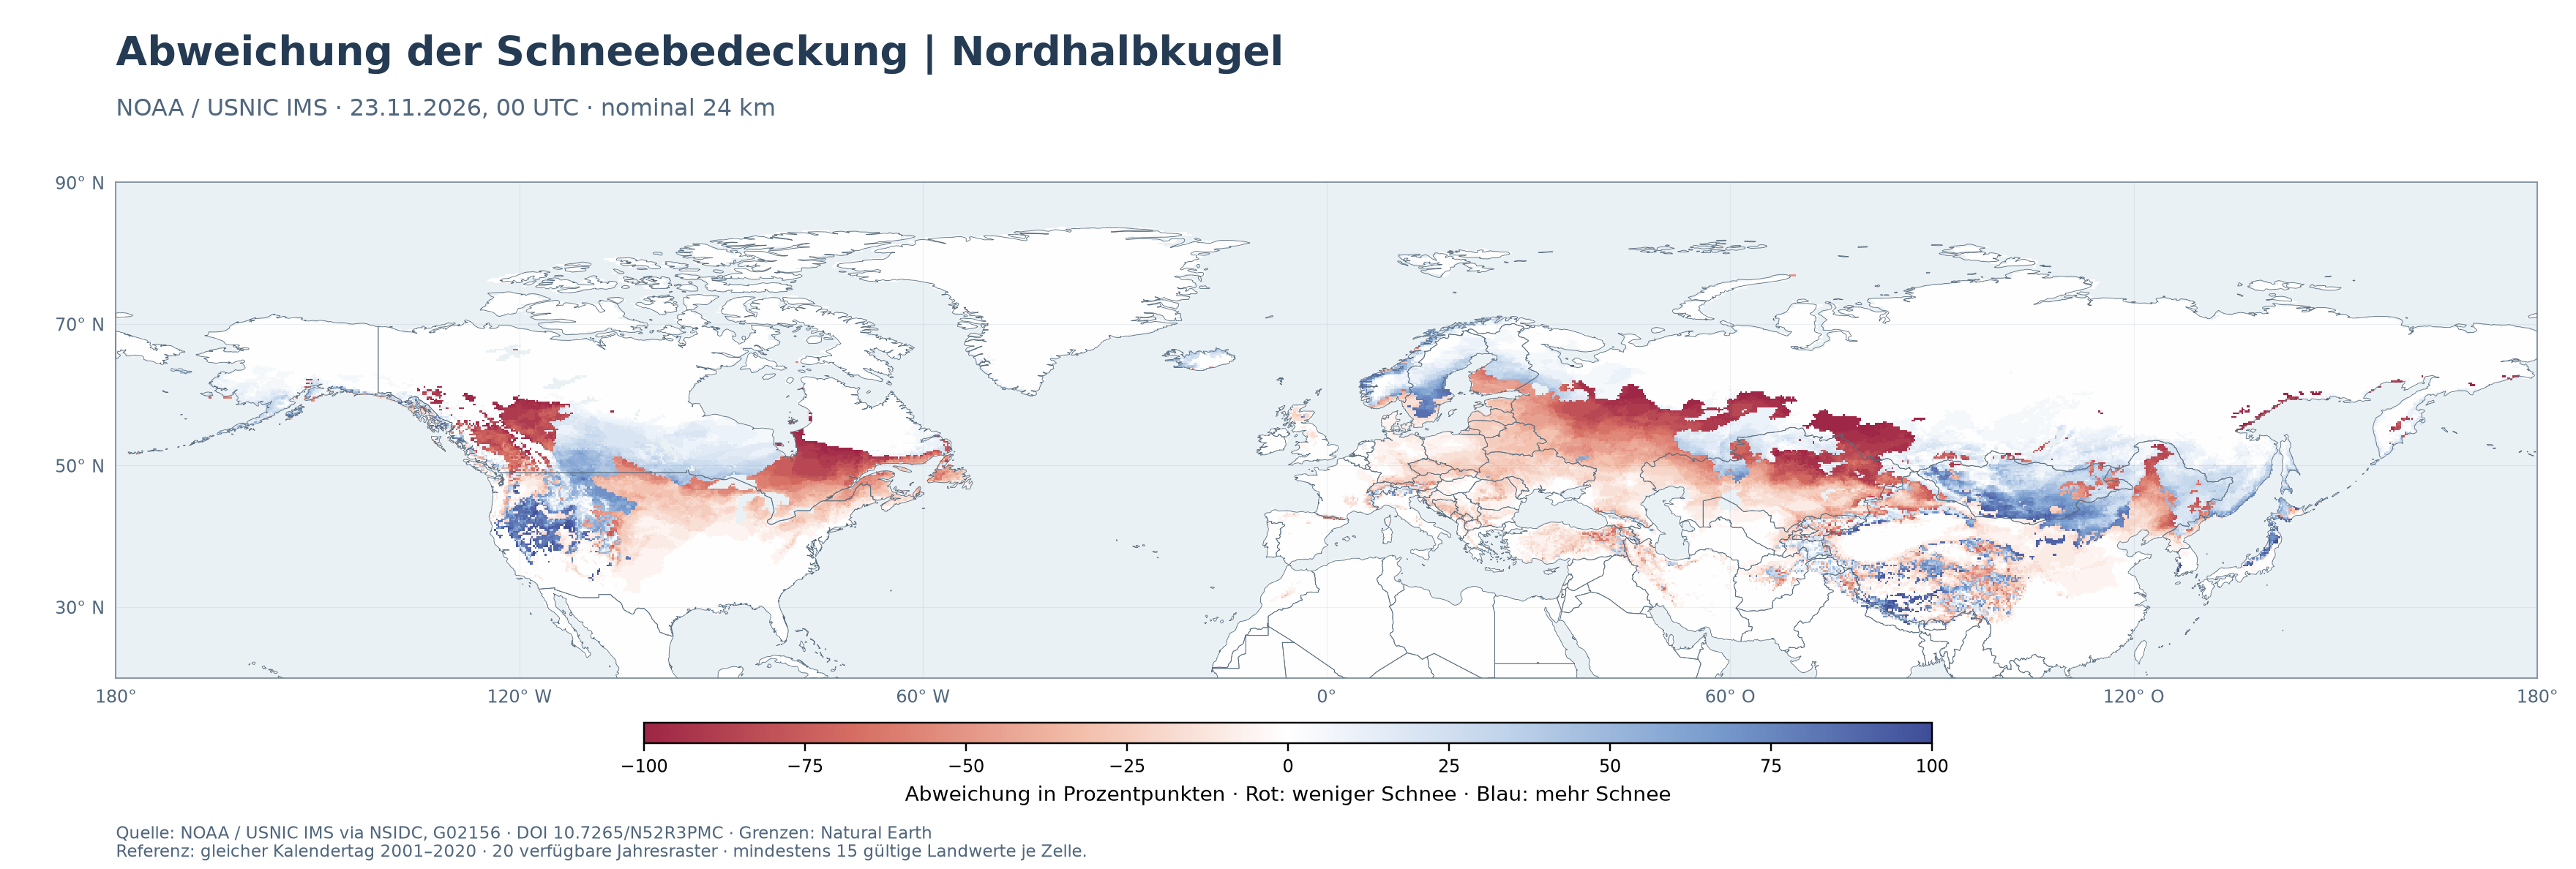 Abweichung der Schneebedeckung | Nordhalbkugel
NOAA / USNIC IMS · 23.11.2026, 00 UTC · nominal 24 km
90° N
70° N
50° N
30° N
180° 120° W 60° W 0° 60° O 120° O 180°
−100 −75 −50 −25 0 25 50 75 100
Abweichung in Prozentpunkten · Rot: weniger Schnee · Blau: mehr Schnee
Quelle: NOAA / USNIC IMS via NSIDC, G02156 · DOI 10.7265/N52R3PMC · Grenzen: Natural Earth
Referenz: gleicher Kalendertag 2001–2020 · 20 verfügbare Jahresraster · mindestens 15 gültige Landwerte je Zelle.